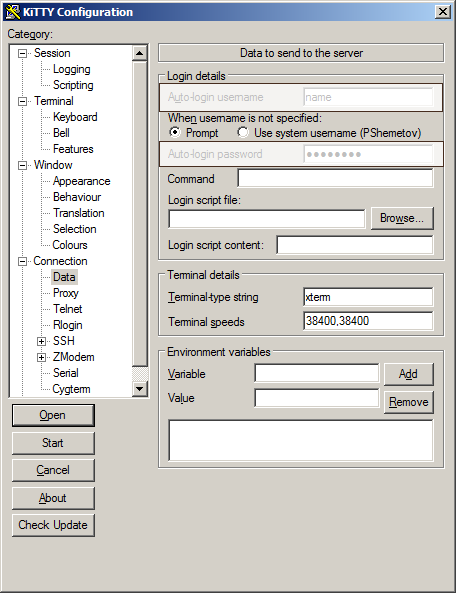 KiTTY Configuration
Category:
Session
Logging
Scripting
Terminal
Keyboard
Bell
Features
Window
Appearance
Behaviour
Translation
Selection
Colours
Connection
Data
Proxy
Telnet
Rlogin
SSH
ZModem
Serial
Cygterm
Open
Start
Cancel
About
Check Update
Data to send to the server
Login details
Auto-login username name
When username is not specified:
Prompt Use system username (PShemetov)
Auto-login password ●●●●●●●●
Command
Login script file:
Browse...
Login script content:
Terminal details
Terminal-type string xterm
Terminal speeds 38400,38400
Environment variables
Variable Add
Value Remove